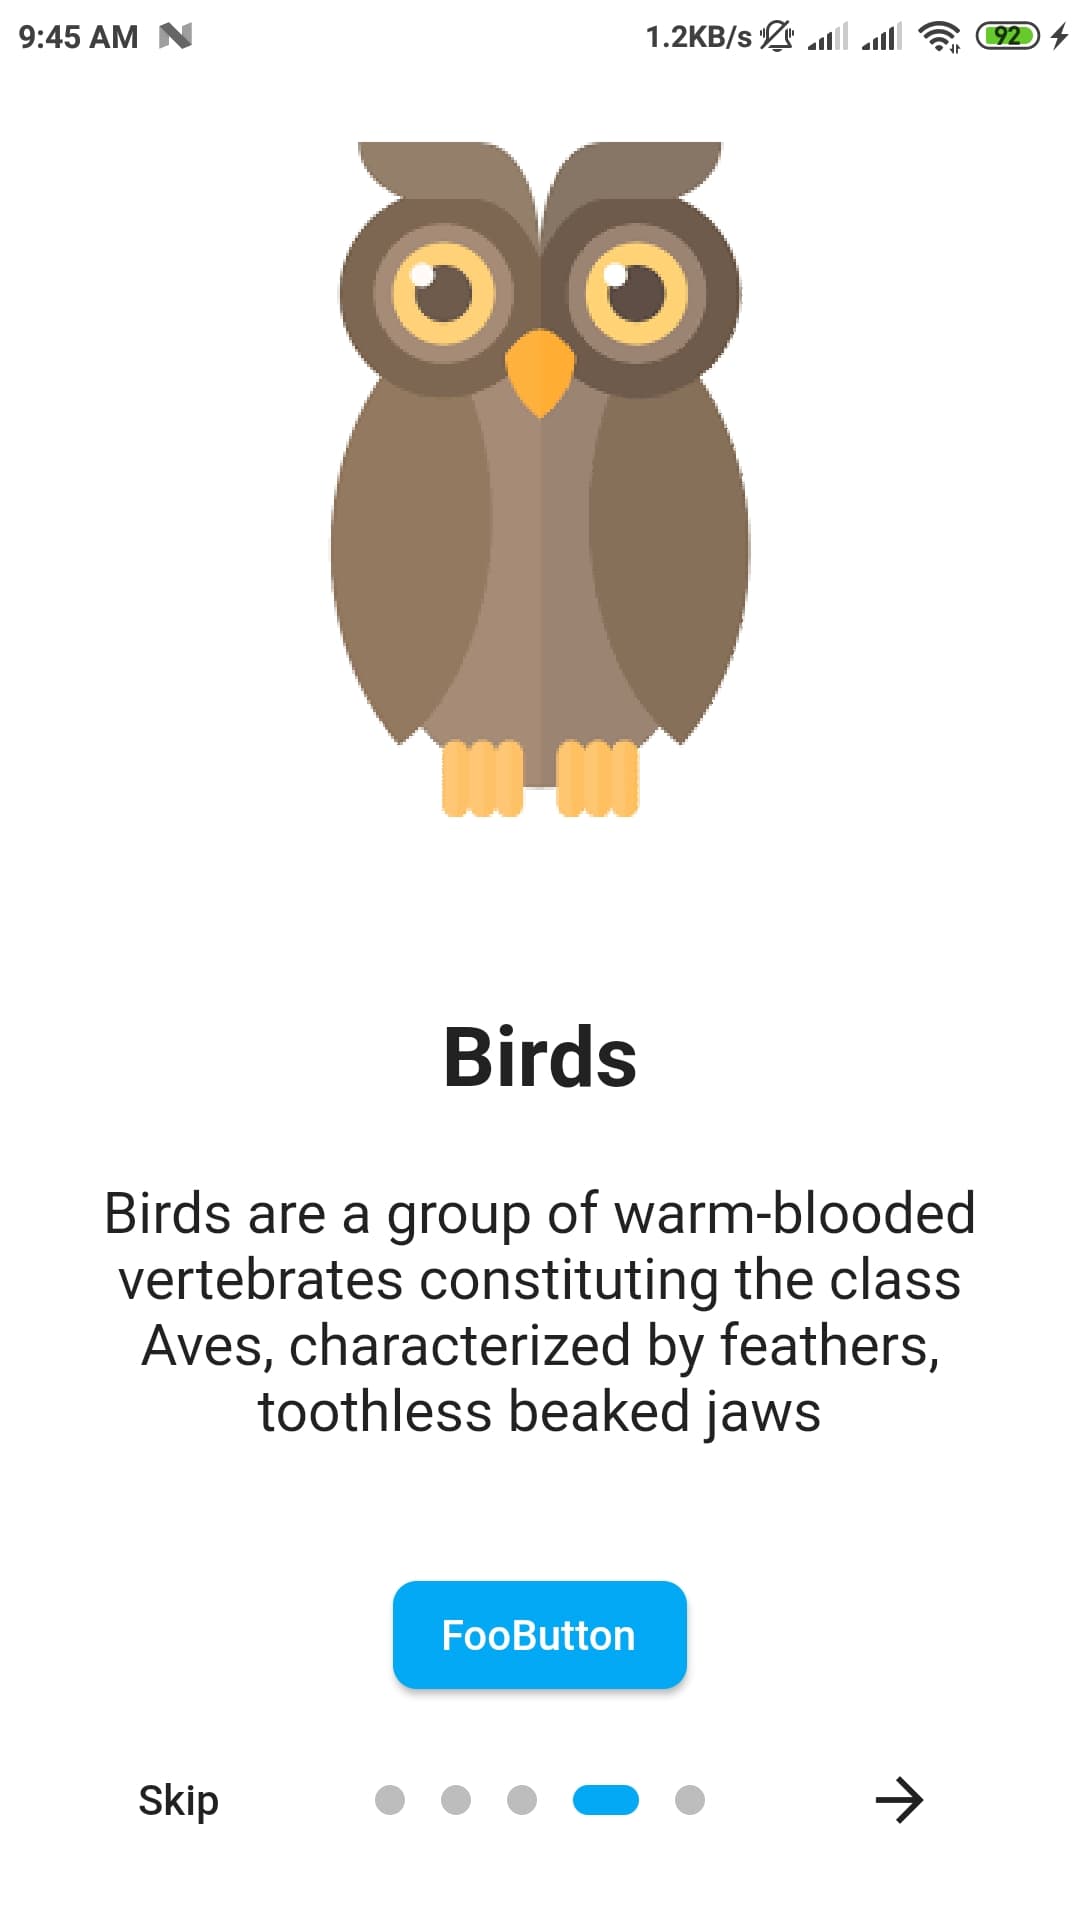 9:45 AM
1.2KB/s
92
Birds
Birds are a group of warm-blooded
vertebrates constituting the class
Aves, characterized by feathers,
toothless beaked jaws
FooButton
Skip